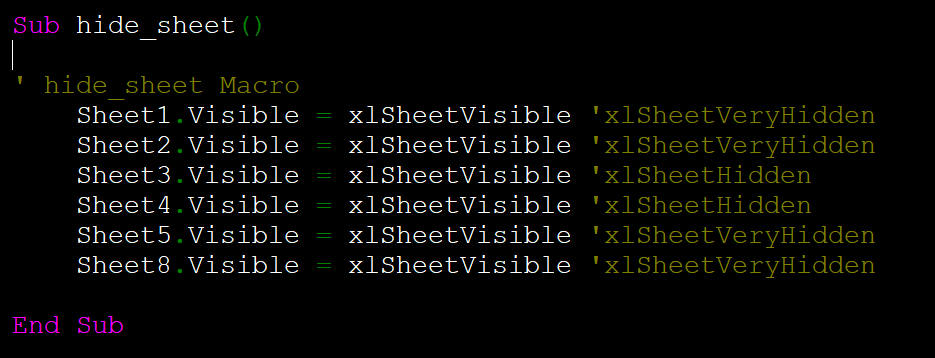 Sub hide_sheet()
' hide_sheet Macro
    Sheet1.Visible = xlSheetVisible 'xlSheetVeryHidden
    Sheet2.Visible = xlSheetVisible 'xlSheetVeryHidden
    Sheet3.Visible = xlSheetVisible 'xlSheetHidden
    Sheet4.Visible = xlSheetVisible 'xlSheetHidden
    Sheet5.Visible = xlSheetVisible 'xlSheetVeryHidden
    Sheet8.Visible = xlSheetVisible 'xlSheetVeryHidden
End Sub